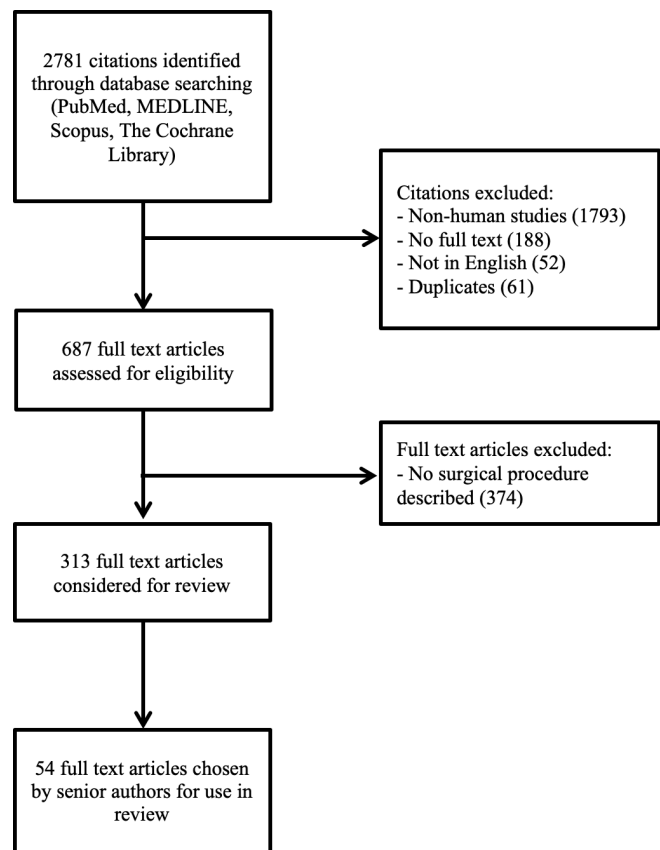 2781 citations identified
through database searching
(PubMed, MEDLINE,
Scopus, The Cochrane
Library)
Citations excluded:
- Non-human studies (1793)
- No full text (188)
- Not in English (52)
- Duplicates (61)
687 full text articles
assessed for eligibility
Full text articles excluded:
- No surgical procedure
described (374)
313 full text articles
considered for review
54 full text articles chosen
by senior authors for use in
review